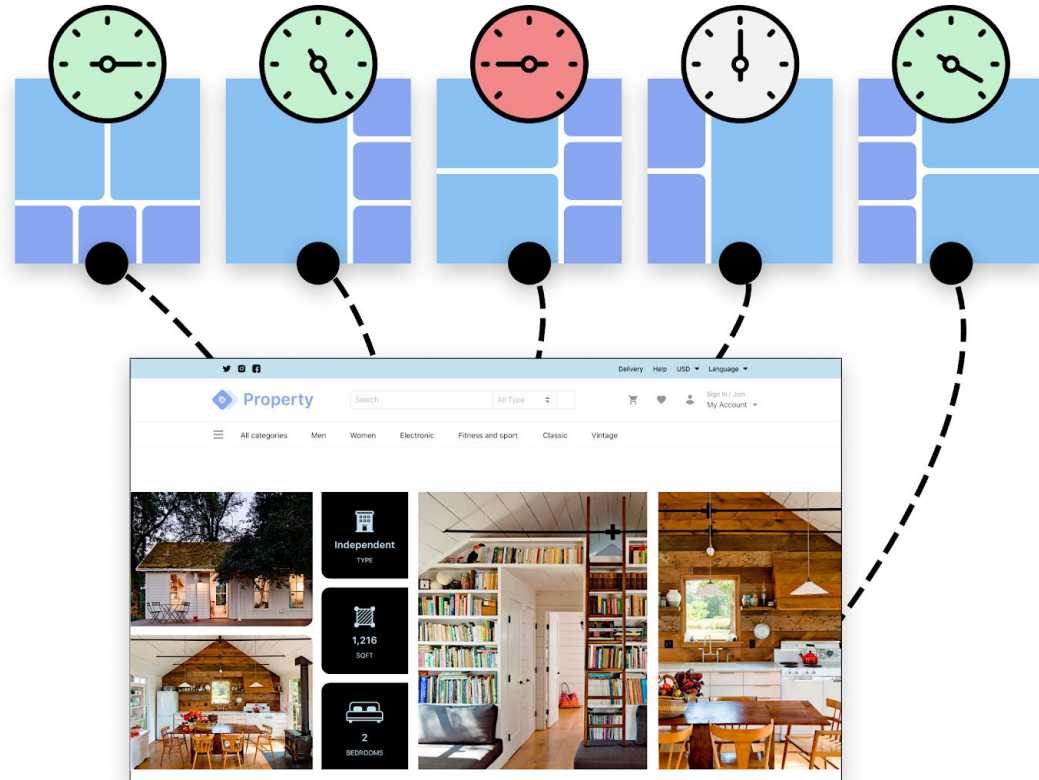 Delivery Help USD Language
Property
Search
All Type
Sign In / Join
My Account
All categories Men Women Electronic Fitness and sport Classic Vintage
Independent
TYPE
1,216
SQFT
2
BEDROOMS